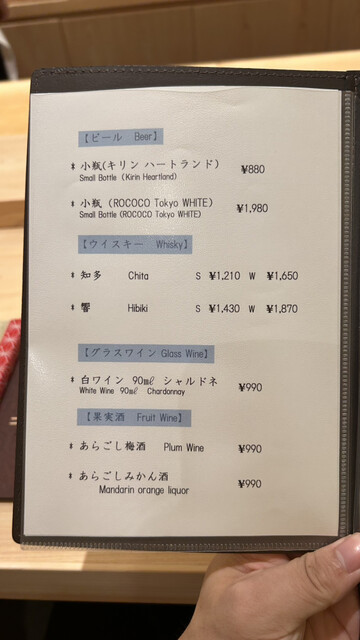 【ビール Beer】
* 小瓶(キリン ハートランド) ¥880
Small Bottle (Kirin Heartland)
* 小瓶 (ROCOCO Tokyo WHITE) ¥1,980
Small Bottle (ROCOCO Tokyo WHITE)
【ウイスキー Whisky】
* 知多 Chita S ¥1,210 W ¥1,650
* 響 Hibiki S ¥1,430 W ¥1,870
【グラスワイン Glass Wine】
* 白ワイン 90㎖ シャルドネ ¥990
White Wine 90㎖ Chardonnay
【果実酒 Fruit Wine】
* あらごし梅酒 Plum Wine ¥990
* あらごしみかん酒 ¥990
Mandarin orange liquor